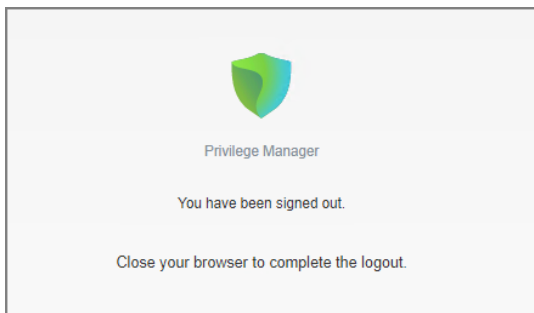 Privilege Manager
You have been signed out.
Close your browser to complete the logout.